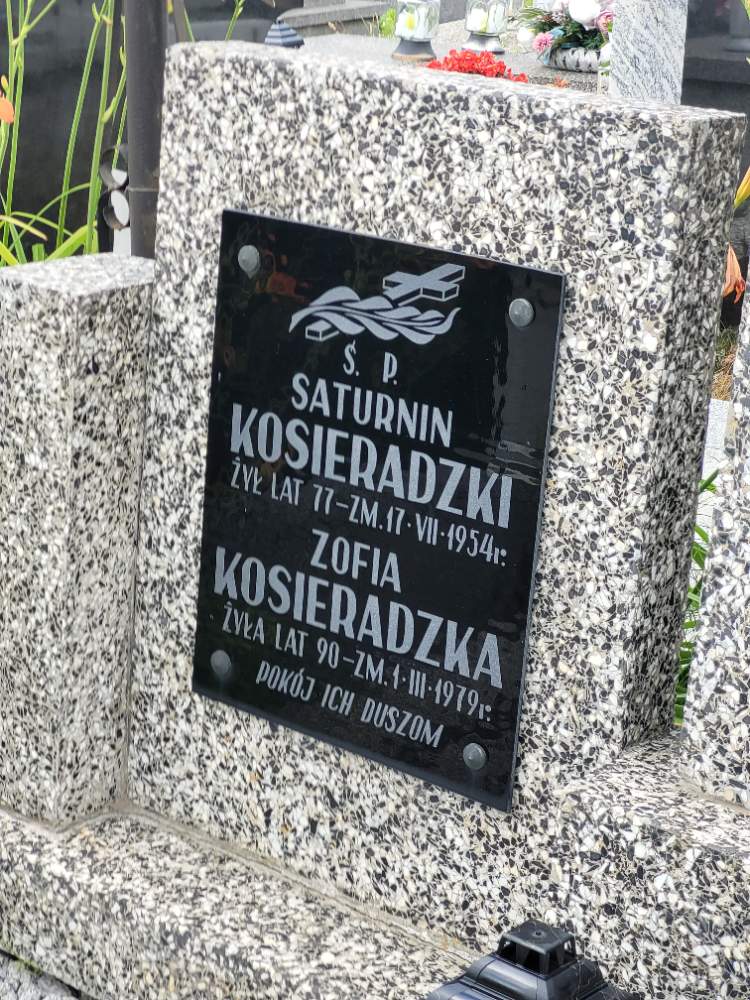 Ś. P.
SATURNIN
KOSIERADZKI
ŻYŁ LAT 77-ZM. 17·VII·1954r.
ZOFIA
KOSIERADZKA
ŻYŁA LAT 90-ZM. 1·III·1979r.
POKÓJ ICH DUSZOM